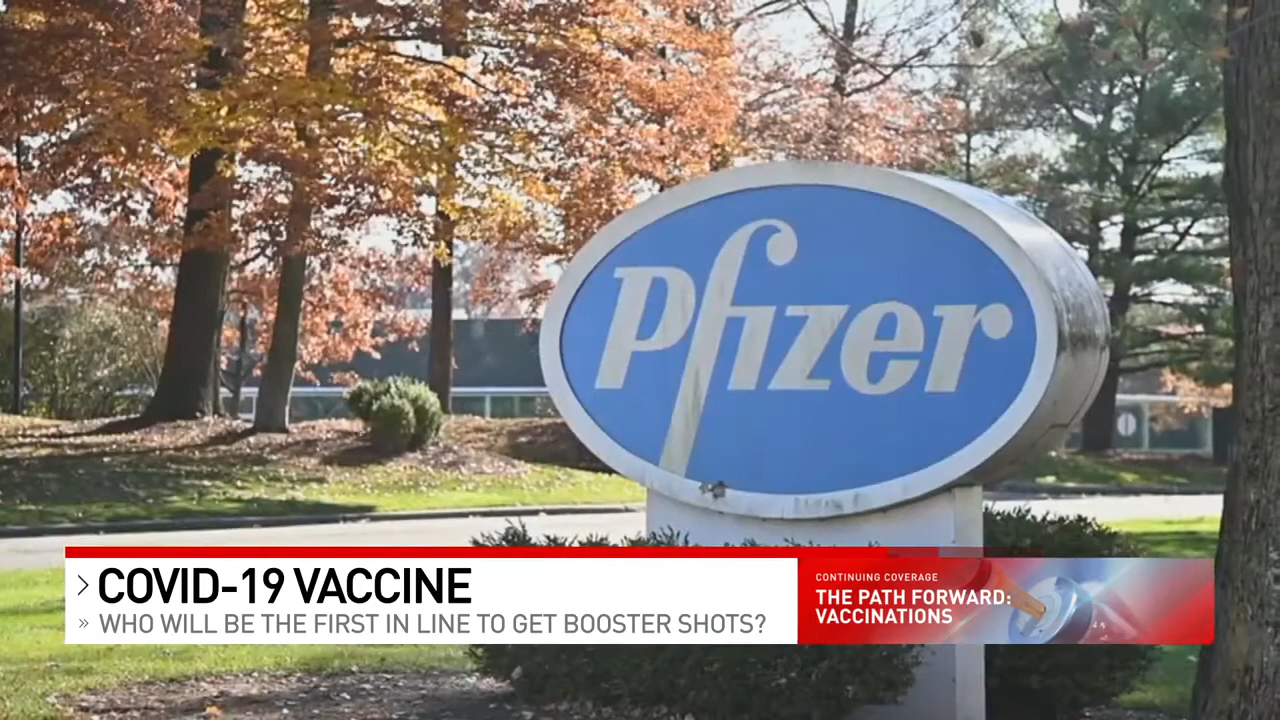 Pfizer
COVID-19 VACCINE
» WHO WILL BE THE FIRST IN LINE TO GET BOOSTER SHOTS?
CONTINUING COVERAGE
THE PATH FORWARD:
VACCINATIONS